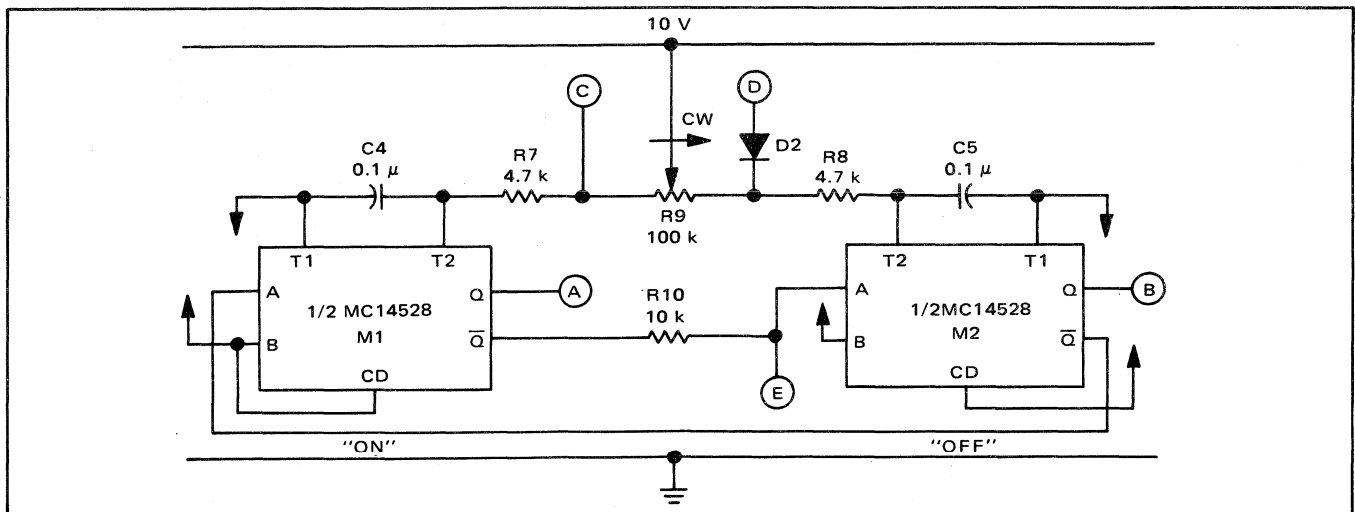 10 V
C
D
CW
D2
C4
0.1 µ
R7
4.7 k
R8
4.7 k
C5
0.1 µ
R9
100 k
T1
T2
T2
T1
A
Q
A
R10
10 k
A
Q
B
1/2 MC14528
M1
1/2MC14528
M2
B
Q̅
B
Q̅
CD
E
CD
"ON"
"OFF"